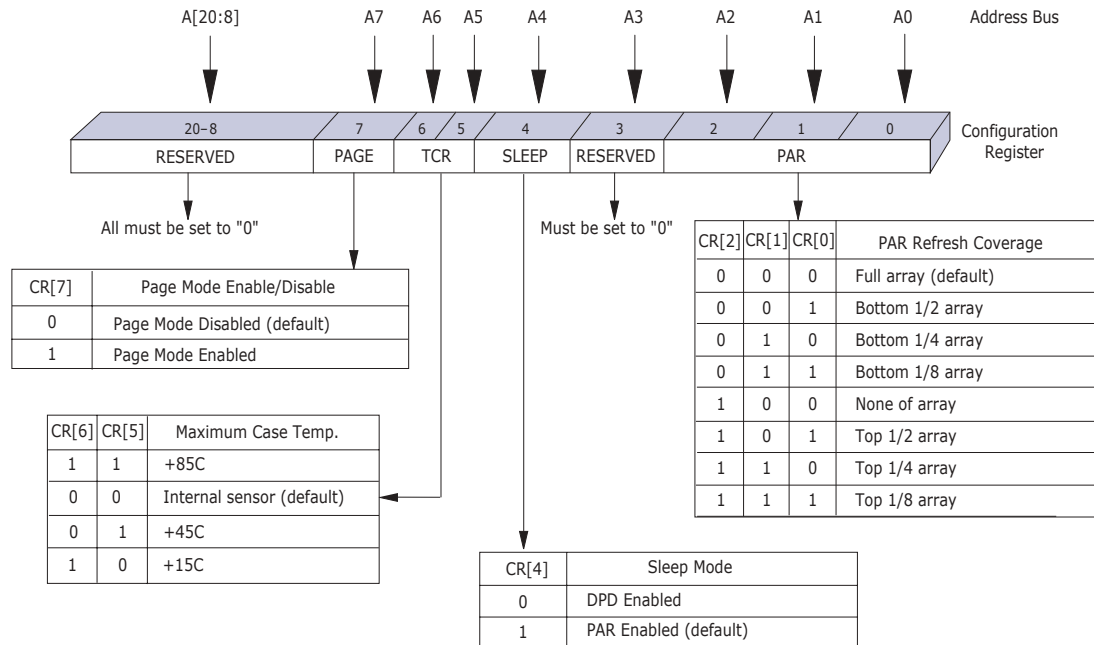 A[20:8] A7 A6 A5 A4 A3 A2 A1 A0 Address Bus
20–8 7 6 5 4 3 2 1 0
Configuration
Register
RESERVED PAGE TCR SLEEP RESERVED PAR
All must be set to "0"
Must be set to "0"
CR[7] Page Mode Enable/Disable
0 Page Mode Disabled (default)
1 Page Mode Enabled
CR[2] CR[1] CR[0] PAR Refresh Coverage
0 0 0 Full array (default)
0 0 1 Bottom 1/2 array
0 1 0 Bottom 1/4 array
0 1 1 Bottom 1/8 array
1 0 0 None of array
1 0 1 Top 1/2 array
1 1 0 Top 1/4 array
1 1 1 Top 1/8 array
CR[6] CR[5] Maximum Case Temp.
1 1 +85C
0 0 Internal sensor (default)
0 1 +45C
1 0 +15C
CR[4] Sleep Mode
0 DPD Enabled
1 PAR Enabled (default)